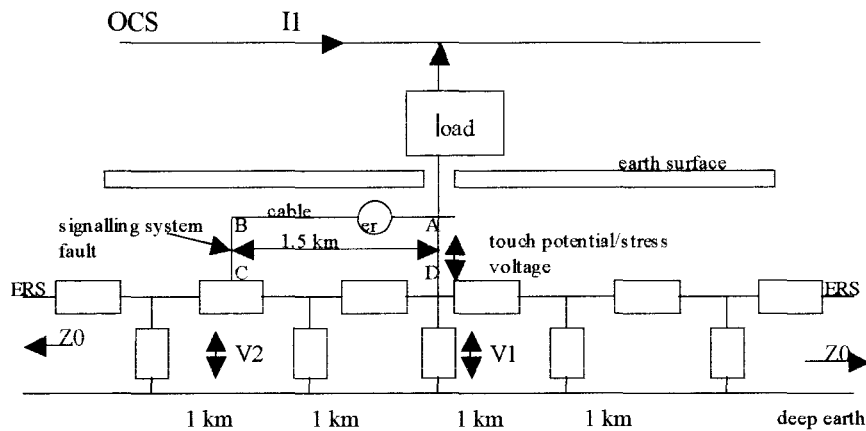 OCS I1
load
earth surface
cable
B er A
signalling system
fault
1.5 km
touch potential/stress
voltage
C D
ERS ERS
Z0 V2 V1 Z0
1 km 1 km 1 km 1 km deep earth